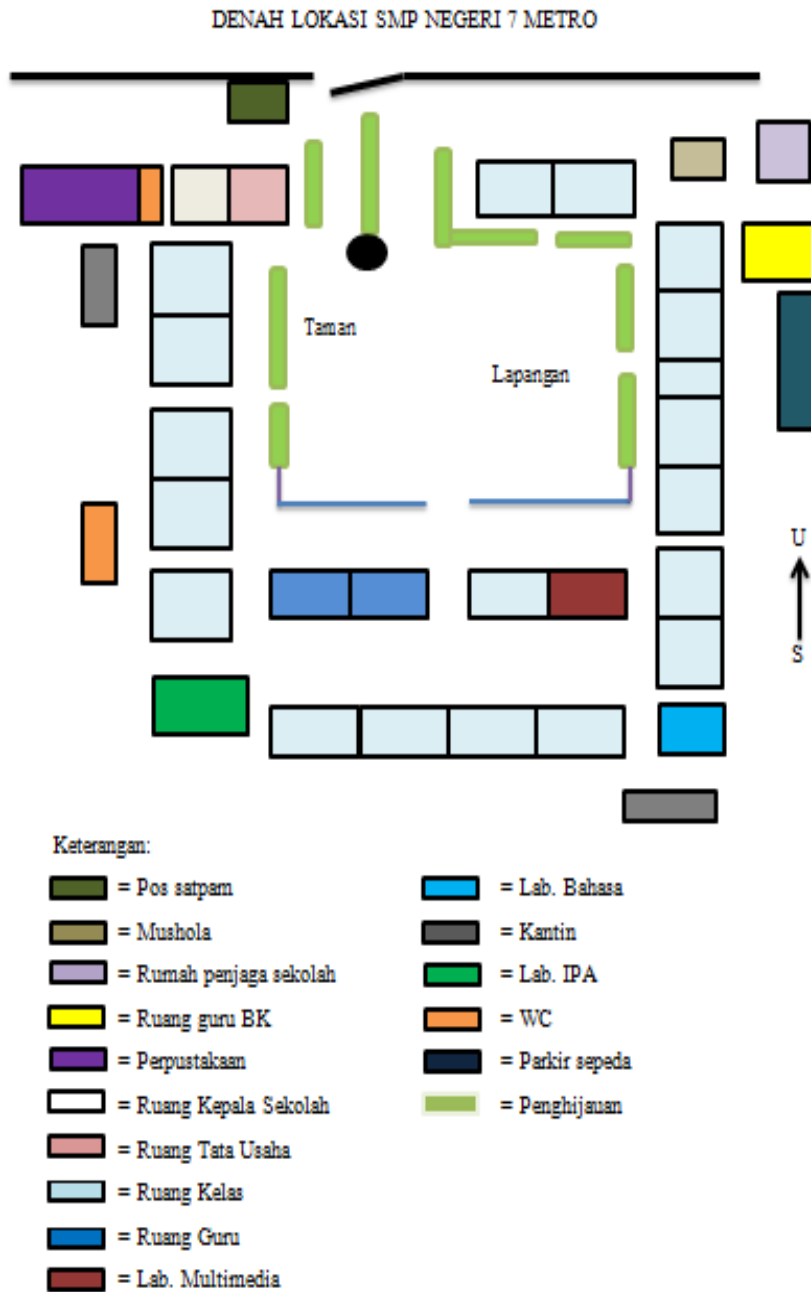 DENAH LOKASI SMP NEGERI 7 METRO
Taman
Lapangan
U
S
Keterangan:
= Pos satpam
= Mushola
= Rumah penjaga sekolah
= Ruang guru BK
= Perpustakaan
= Ruang Kepala Sekolah
= Ruang Tata Usaha
= Ruang Kelas
= Ruang Guru
= Lab. Multimedia
= Lab. Bahasa
= Kantin
= Lab. IPA
= WC
= Parkir sepeda
= Penghijauan